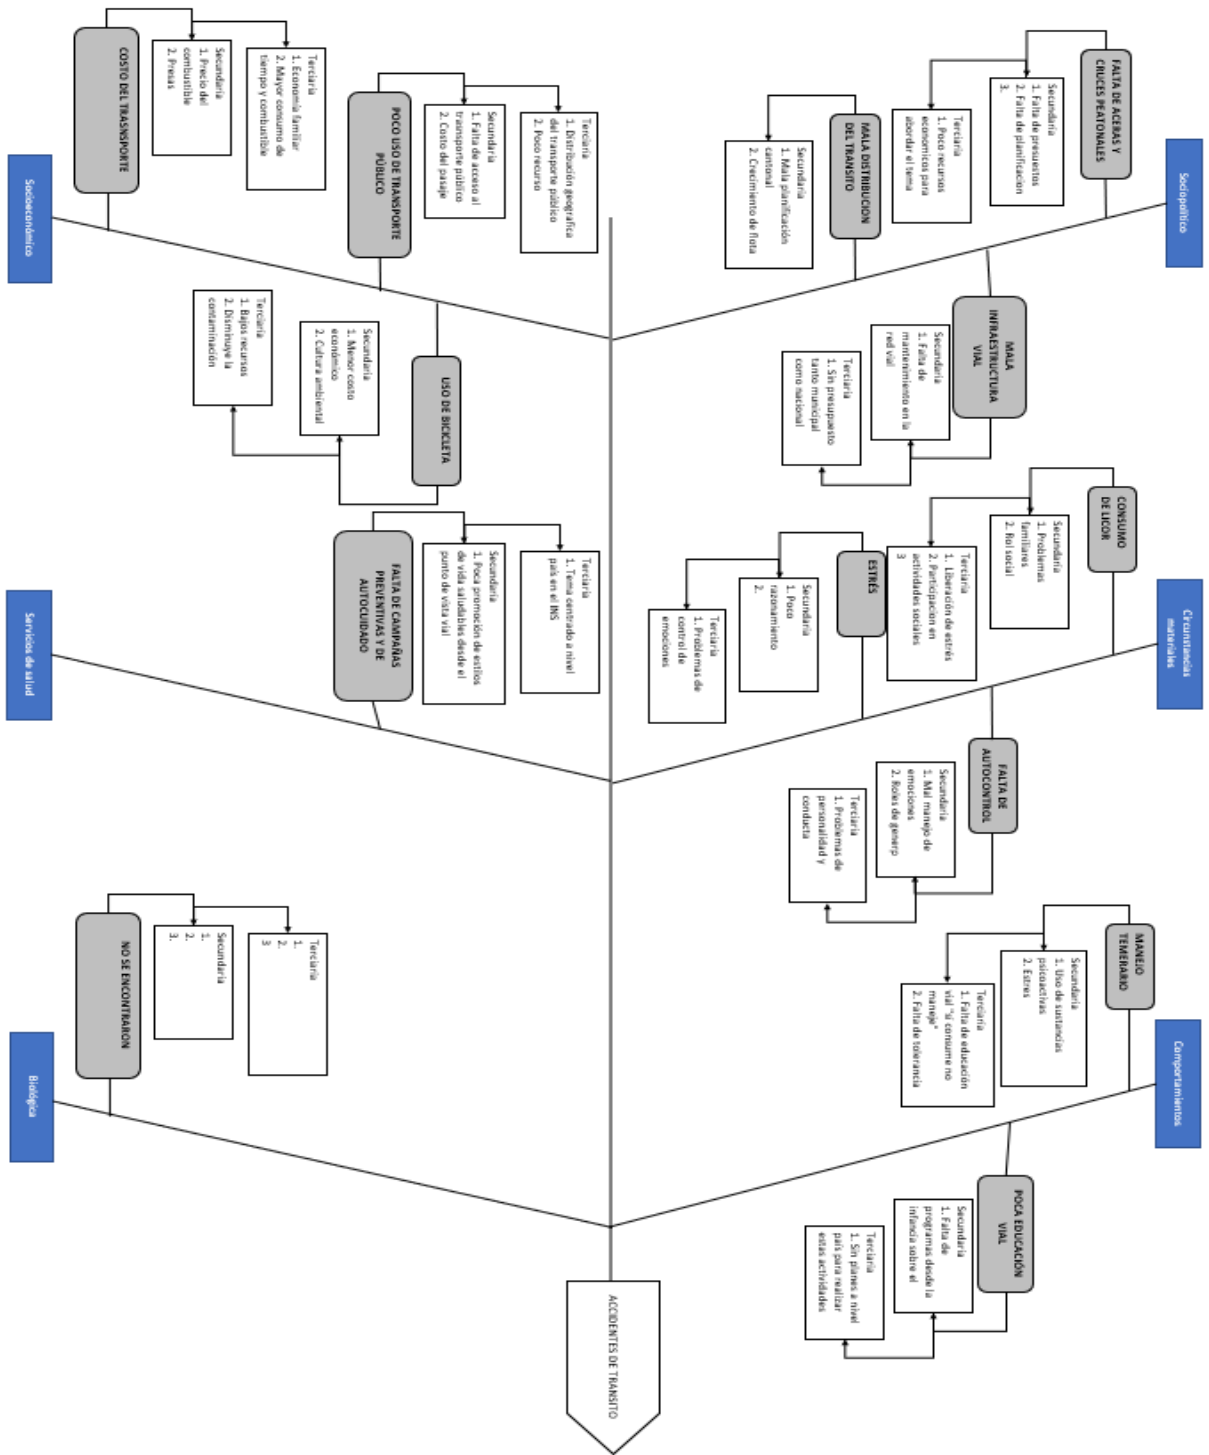 Sociopolítico
Circunstancias
materiales
Comportamientos
FALTA DE ACERAS Y
CRUCES PEATONALES
Secundaria
1. Falta de presuestos
2. Falta de planificacion
3.
Terciaria
1. Poco recursos
economicos para
abordar el tema
MALA DISTRIBUCION
DEL TRANSITO
Secundaria
1. Mala planificación
cantonal
2. Crecimiento de flota
MALA
INFRAESTRUCTURA
VIAL
Secundaria
1. Falta de
mantenimiento en la
red vial
Terciaria
1. Sin presupuesto
tanto municipal
como nacional
CONSUMO
DE LICOR
Secundaria
1. Problemas
familiares
2. Rol social
Terciaria
1. Liberación de estrés
2. Participacion en
actividades sociales
3
ESTRÉS
Secundaria
1. Poco
razonamiento
2.
Terciaria
1. Problemas de
control de
emociones
FALTA DE
AUTOCONTROL
Secundaria
1. Mal manejo de
emociones
2. Roles de generp
Terciaria
1. Problemas de
personalidad y
conducta
MANEJO
TEMERARIO
Secundaria
1. Uso de sustancias
psicoactivas
2. Estres
Terciaria
1. Falta de educación
vial "si consume no
maneje"
2. Falta de tolerancia
POCA EDUCACIÓN
VIAL
Secundaria
1. Falta de
programas desde la
infancia sobre el
Terciaria
1. Sin planes a nivel
país para realizar
estas actividades
ACCIDENTES DE TRANSITO
Terciaria
1. Distribución geografica
del transporte público
2. Poco recurso
Secundaria
1. Falta de acceso al
transporte público
2. Costo del pasaje
POCO USO DE TRANSPORTE
PÚBLICO
Terciaria
1. Economía familiar
2. Mayor consumo de
tiempo y combustible
Secundaria
1. Precio del
combustible
2. Presas
COSTO DEL TRASNSPORTE
USO DE BICICLETA
Secundaria
1. Menor costo
económico
2. Cultura ambiental
Terciaria
1. Bajos recursos
2. Disminuye la
contaminación
Terciaria
1. Tema centrado a nivel
país en el INS
Secundaria
1. Poca promoción de estilos
de vida saludables desde el
punto de vista vial
FALTA DE CAMPAÑAS
PREVENTIVAS Y DE
AUTOCUIDADO
Terciaria
1.
2.
3
Secundaria
1.
2.
3.
NO SE ENCONTRARON
Socioeconómico
Servicios de salud
Biológica